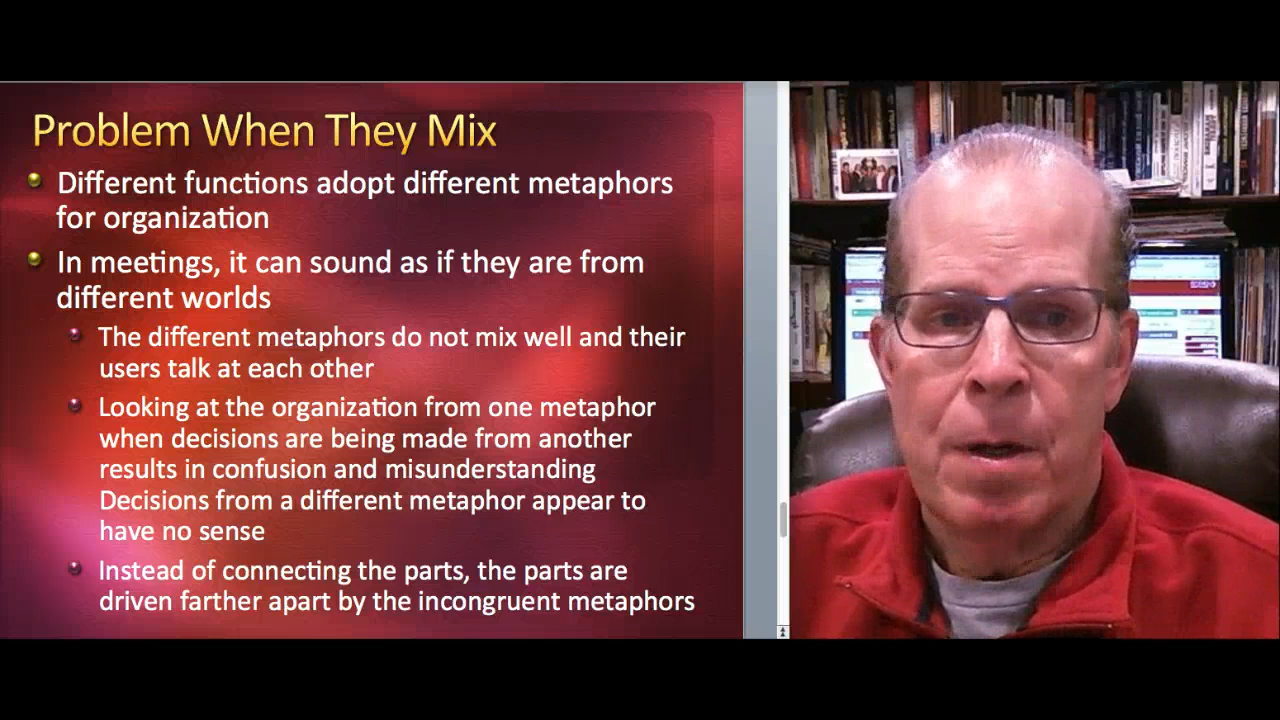 Problem When They Mix
Different functions adopt different metaphors
for organization
In meetings, it can sound as if they are from
different worlds
The different metaphors do not mix well and their
users talk at each other
Looking at the organization from one metaphor
when decisions are being made from another
results in confusion and misunderstanding
Decisions from a different metaphor appear to
have no sense
Instead of connecting the parts, the parts are
driven farther apart by the incongruent metaphors